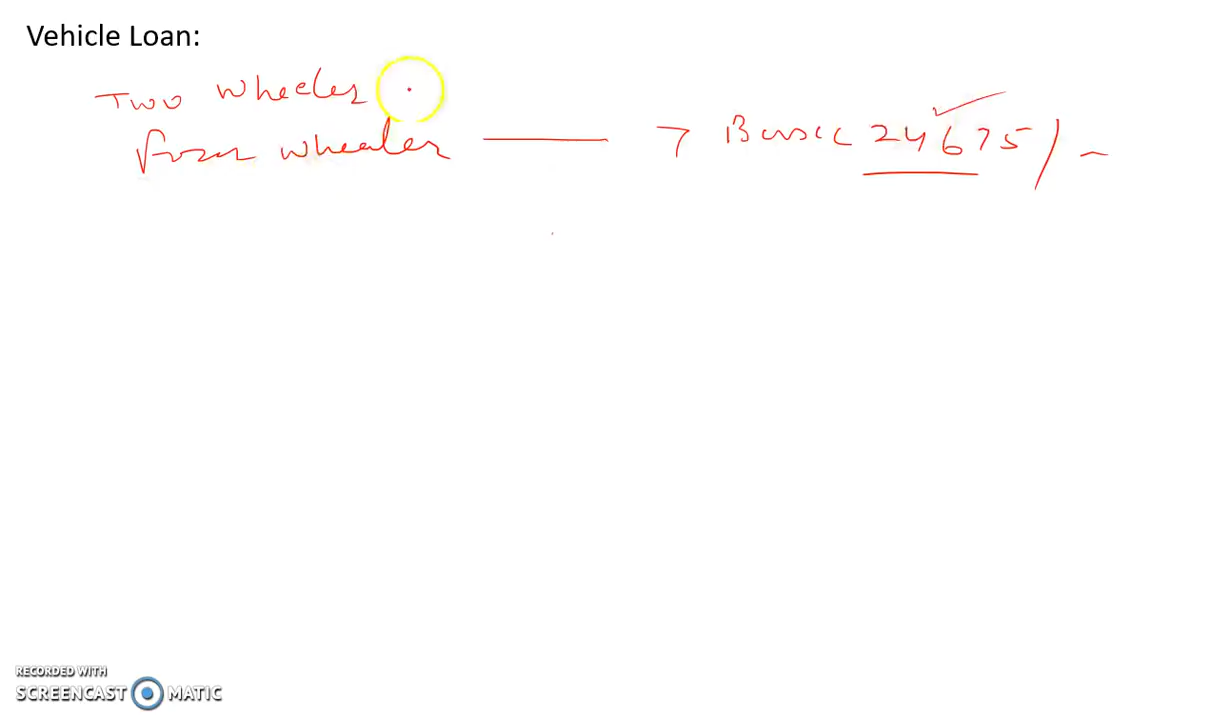 Vehicle Loan:
Two wheeler
four wheeler — > Basic 24675/-
RECORDED WITH
SCREENCAST MATIC